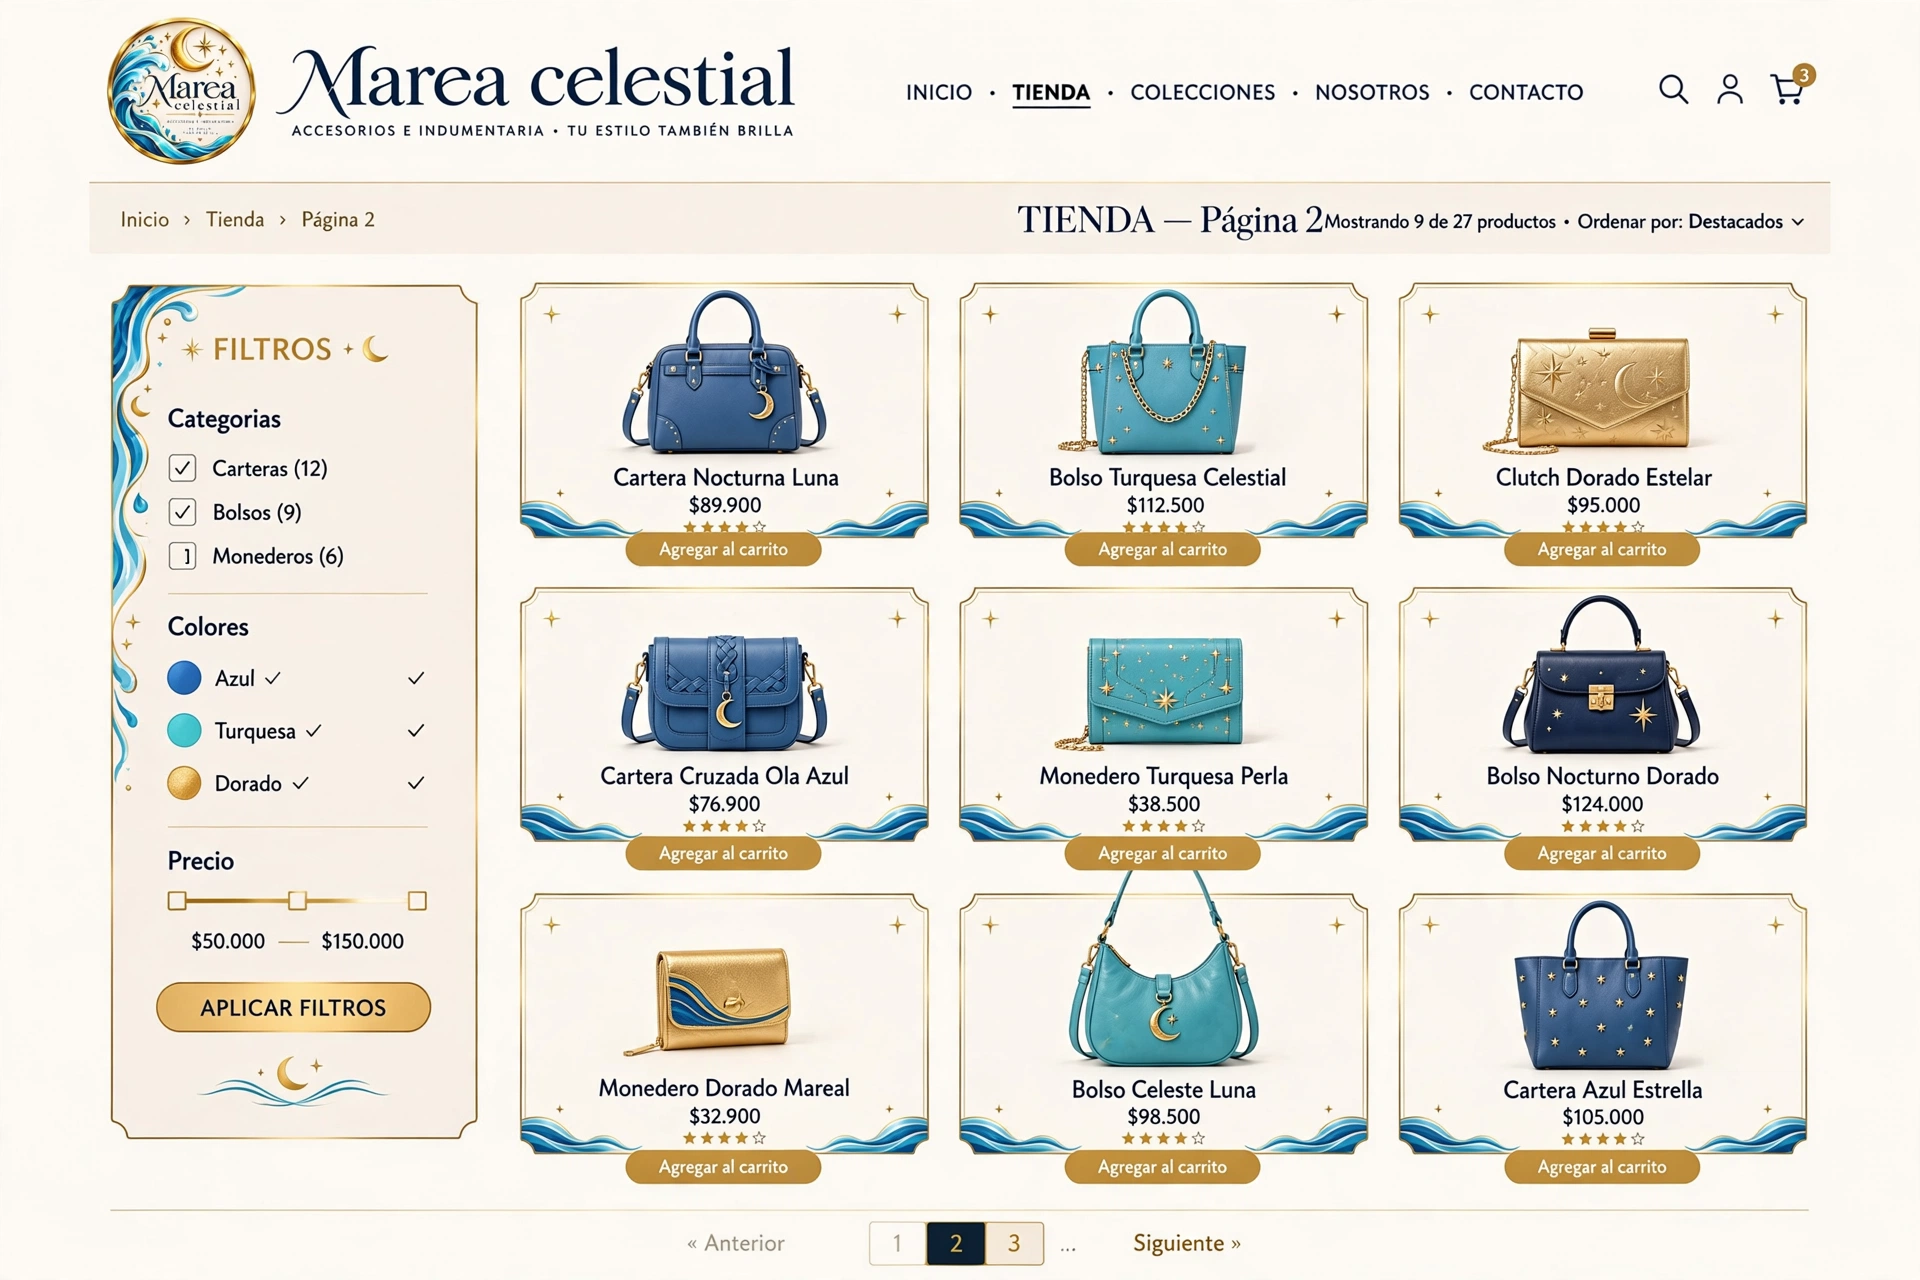 Marea
celestial
Marea celestial
ACCESORIOS E INDUMENTARIA • TU ESTILO TAMBIÉN BRILLA
INICIO • TIENDA • COLECCIONES • NOSOTROS • CONTACTO
3
Inicio › Tienda › Página 2
TIENDA — Página 2 Mostrando 9 de 27 productos • Ordenar por: Destacados
FILTROS
Categorias
Carteras (12)
Bolsos (9)
Monederos (6)
Colores
Azul ✓ ✓
Turquesa ✓ ✓
Dorado ✓ ✓
Precio
$50.000 — $150.000
APLICAR FILTROS
Cartera Nocturna Luna
$89.900
Agregar al carrito
Bolso Turquesa Celestial
$112.500
Agregar al carrito
Clutch Dorado Estelar
$95.000
Agregar al carrito
Cartera Cruzada Ola Azul
$76.900
Agregar al carrito
Monedero Turquesa Perla
$38.500
Agregar al carrito
Bolso Nocturno Dorado
$124.000
Agregar al carrito
Monedero Dorado Mareal
$32.900
Agregar al carrito
Bolso Celeste Luna
$98.500
Agregar al carrito
Cartera Azul Estrella
$105.000
Agregar al carrito
« Anterior 1 2 3 ... Siguiente »